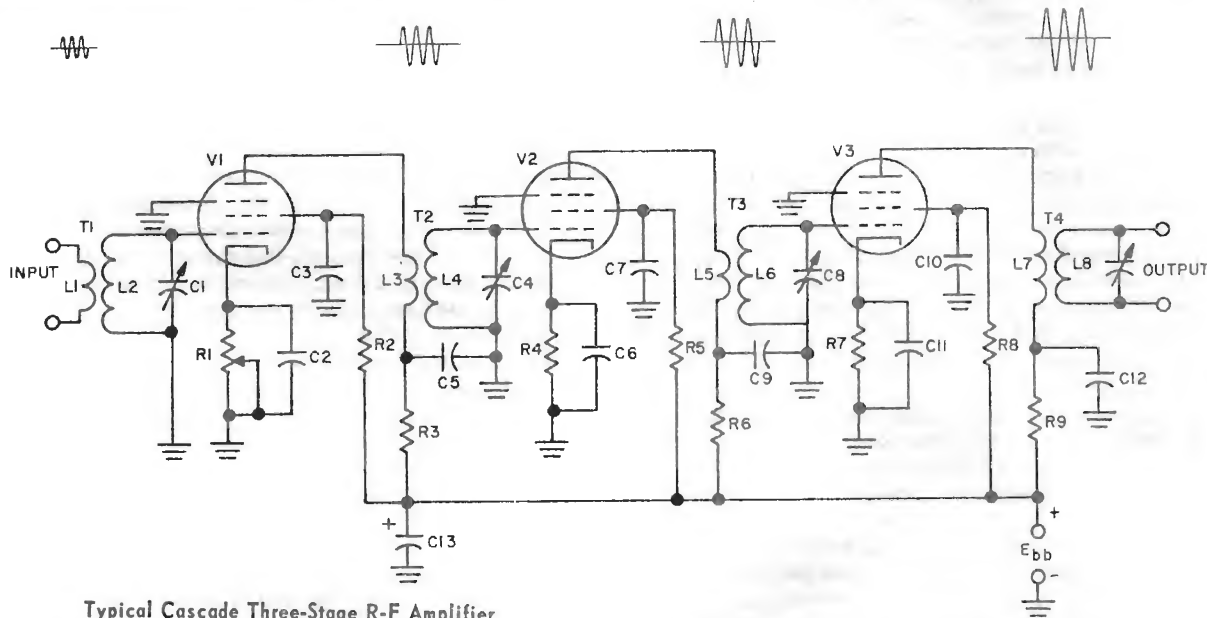 V1
V2
V3
T1
T2
T3
T4
INPUT
L1
L2
C1
C3
L3
L4
C4
C7
L5
L6
C8
C10
L7
L8
OUTPUT
R1
C2
R2
C5
R4
C6
R5
C9
R7
C11
R8
C12
R3
R6
R9
+
C13
+
Ebb
-
Typical Cascade Three-Stage R-F Amplifier